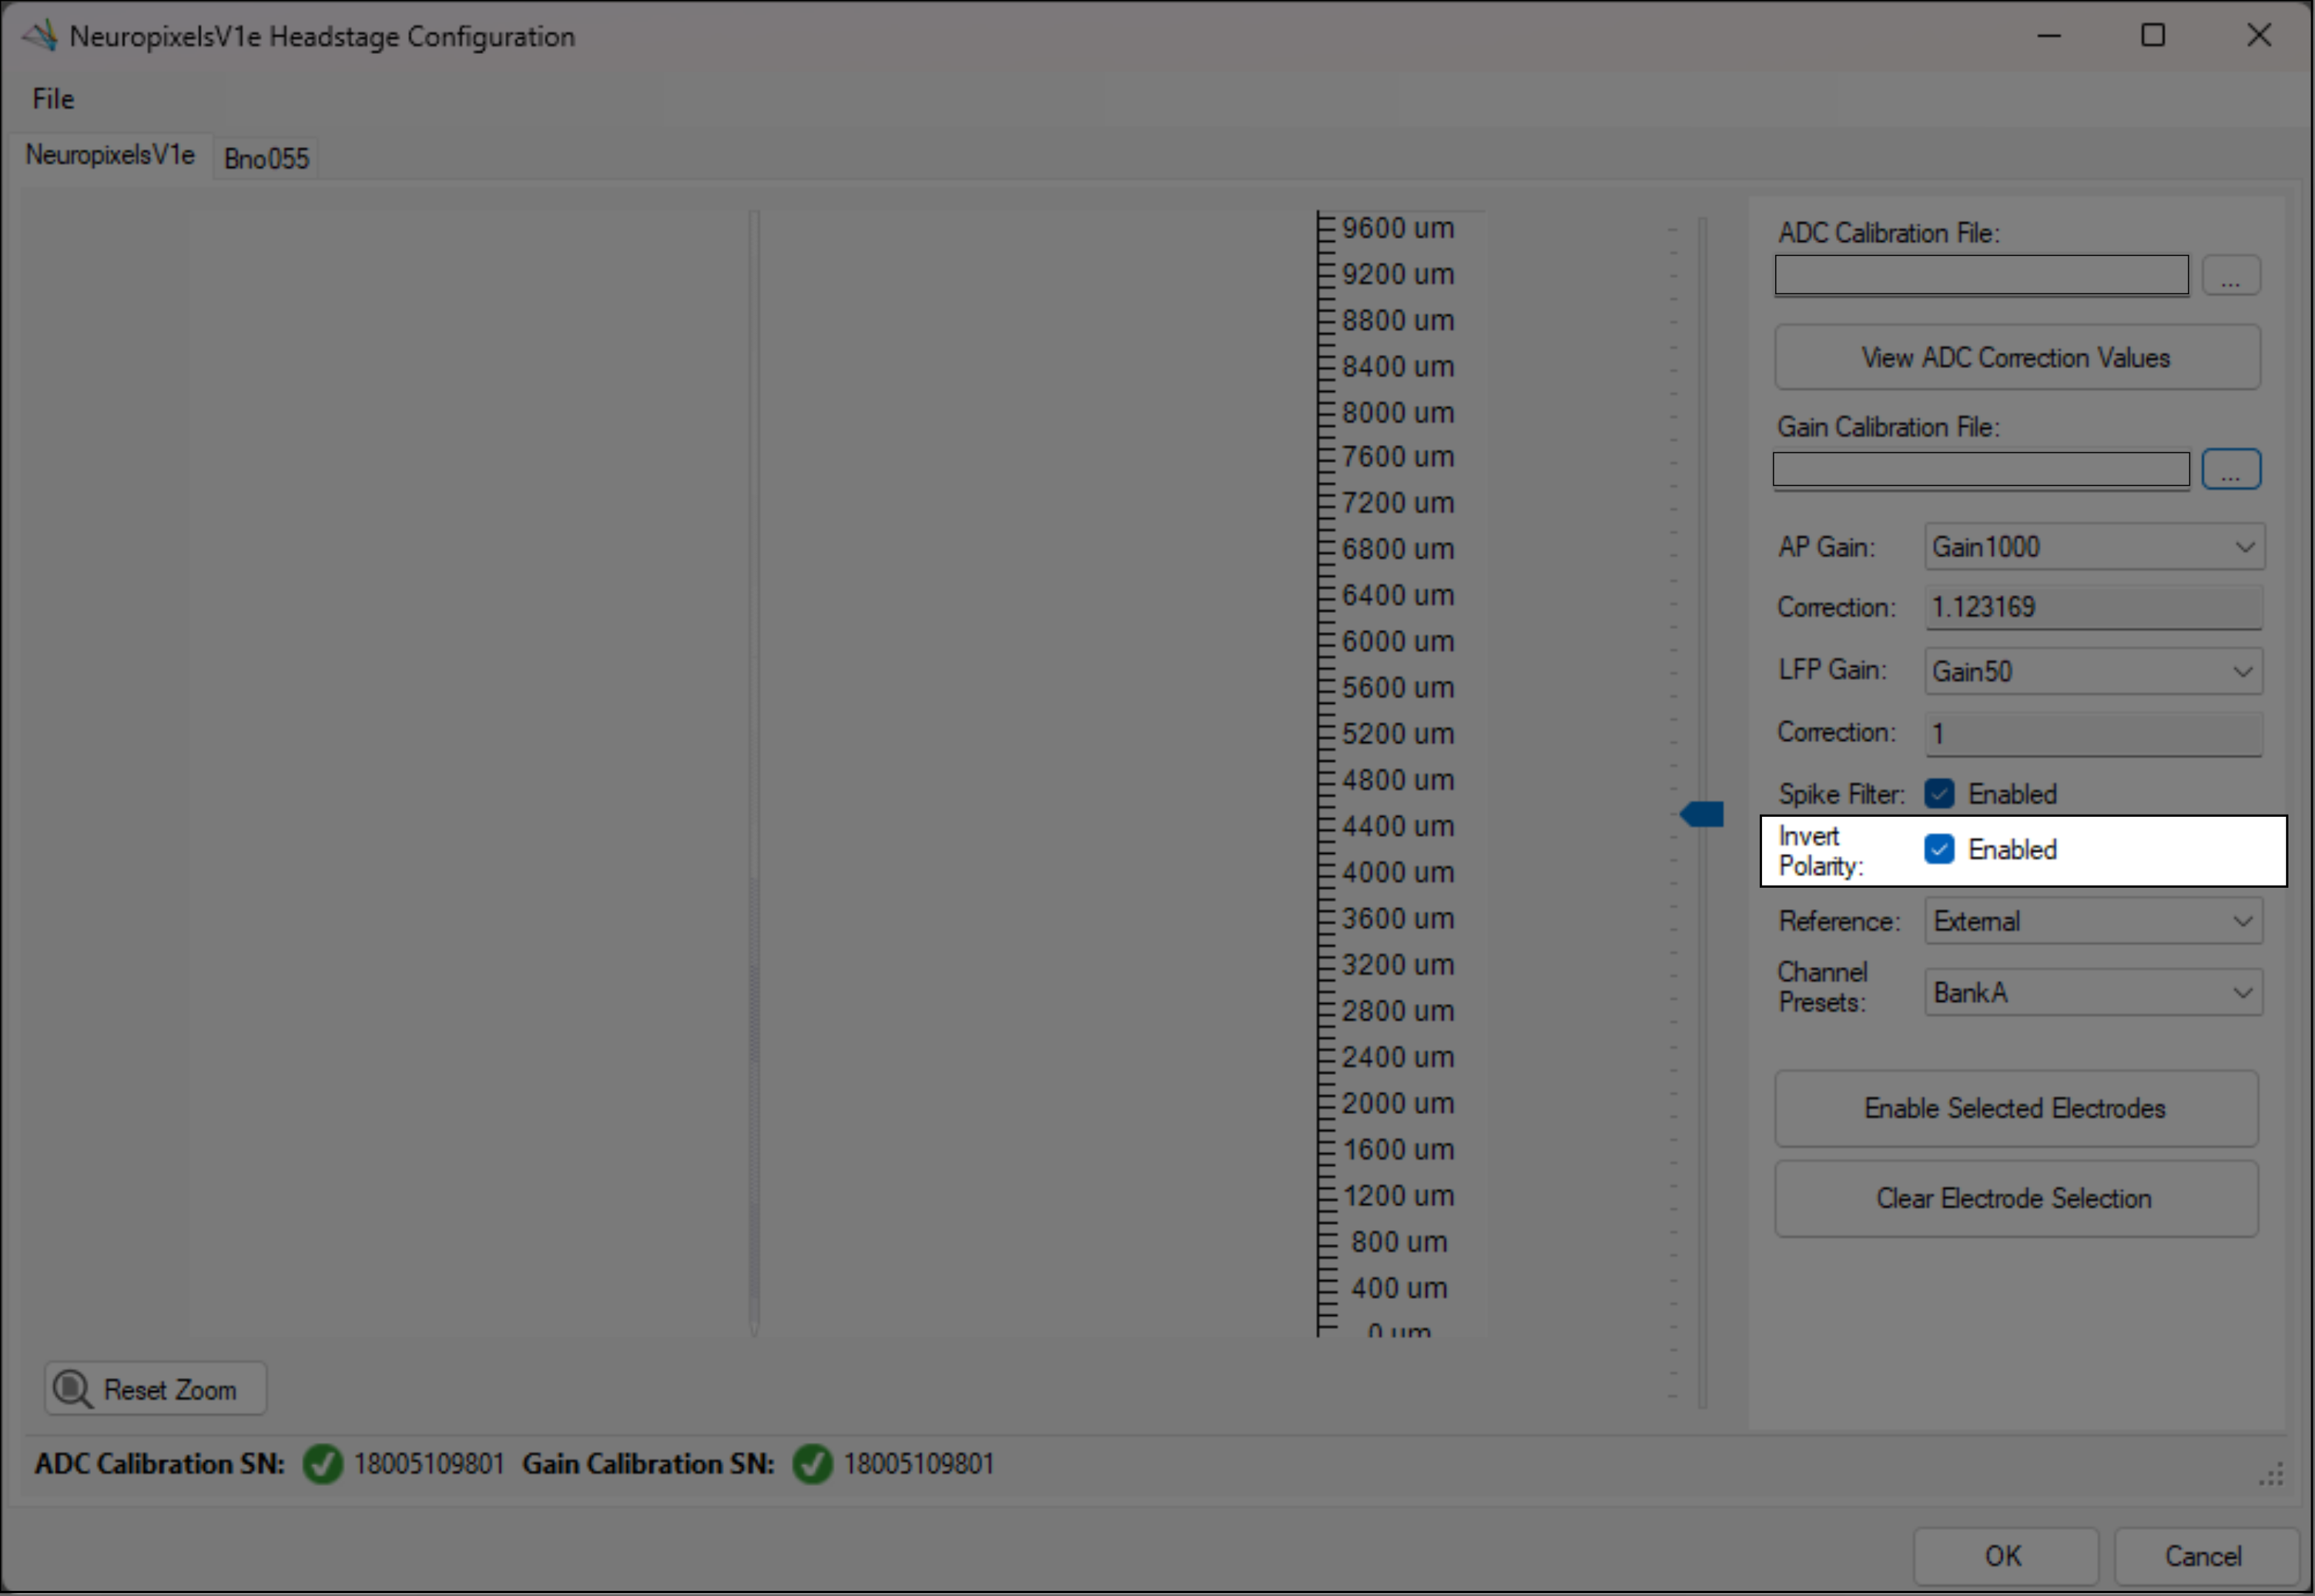 NeuropixelsV1e Headstage Configuration
File
NeuropixelsV1e
Bno055
9600 um
9200 um
8800 um
8400 um
8000 um
7600 um
7200 um
6800 um
6400 um
6000 um
5600 um
5200 um
4800 um
4400 um
4000 um
3600 um
3200 um
2800 um
2400 um
2000 um
1600 um
1200 um
800 um
400 um
0 um
ADC Calibration File:
...
View ADC Correction Values
Gain Calibration File:
...
AP Gain: Gain1000
Correction: 1.123169
LFP Gain: Gain50
Correction: 1
Spike Filter: Enabled
Invert
Polarity: Enabled
Reference: External
Channel
Presets: BankA
Enable Selected Electrodes
Clear Electrode Selection
Reset Zoom
ADC Calibration SN: 18005109801 Gain Calibration SN: 18005109801
OK
Cancel